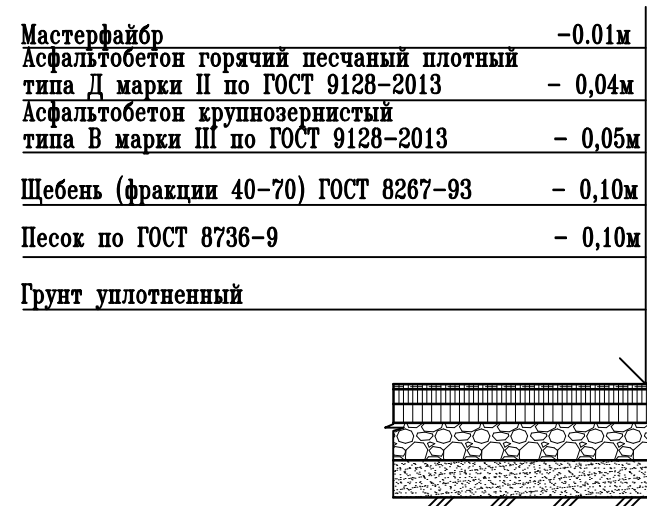 Мастерфайбр -0.01м
Асфальтобетон горячий песчаный плотный
типа Д марки II по ГОСТ 9128-2013 - 0,04м
Асфальтобетон крупнозернистый
типа В марки III по ГОСТ 9128-2013 - 0,05м
Щебень (фракции 40-70) ГОСТ 8267-93 - 0,10м
Песок по ГОСТ 8736-9 - 0,10м
Грунт уплотненный